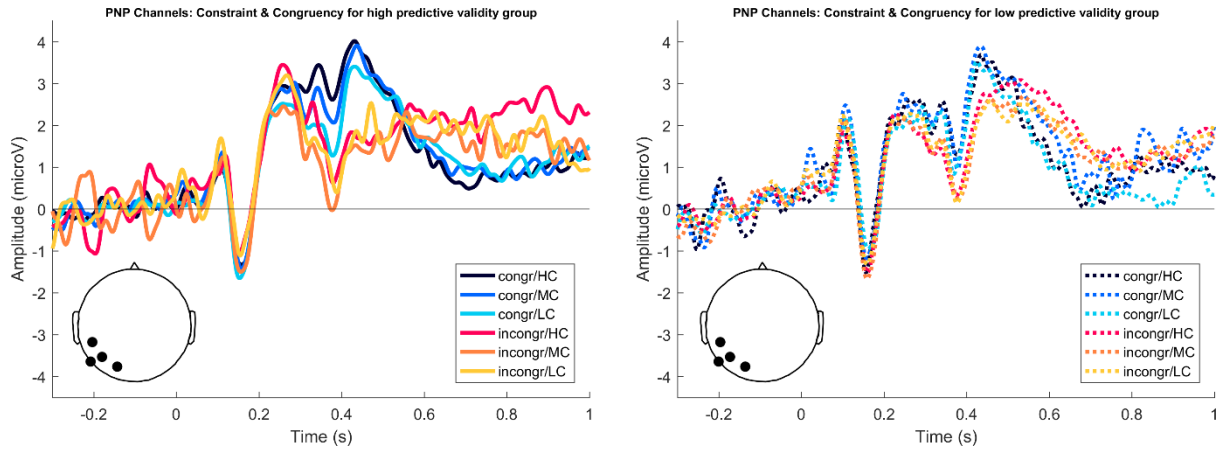 PNP Channels: Constraint & Congruency for high predictive validity group
Amplitude (microV)
4
3
2
1
0
-1
-2
-3
-4
congr/HC
congr/MC
congr/LC
incongr/HC
incongr/MC
incongr/LC
-0.2 0 0.2 0.4 0.6 0.8 1
Time (s)
PNP Channels: Constraint & Congruency for low predictive validity group
Amplitude (microV)
4
3
2
1
0
-1
-2
-3
-4
congr/HC
congr/MC
congr/LC
incongr/HC
incongr/MC
incongr/LC
-0.2 0 0.2 0.4 0.6 0.8 1
Time (s)